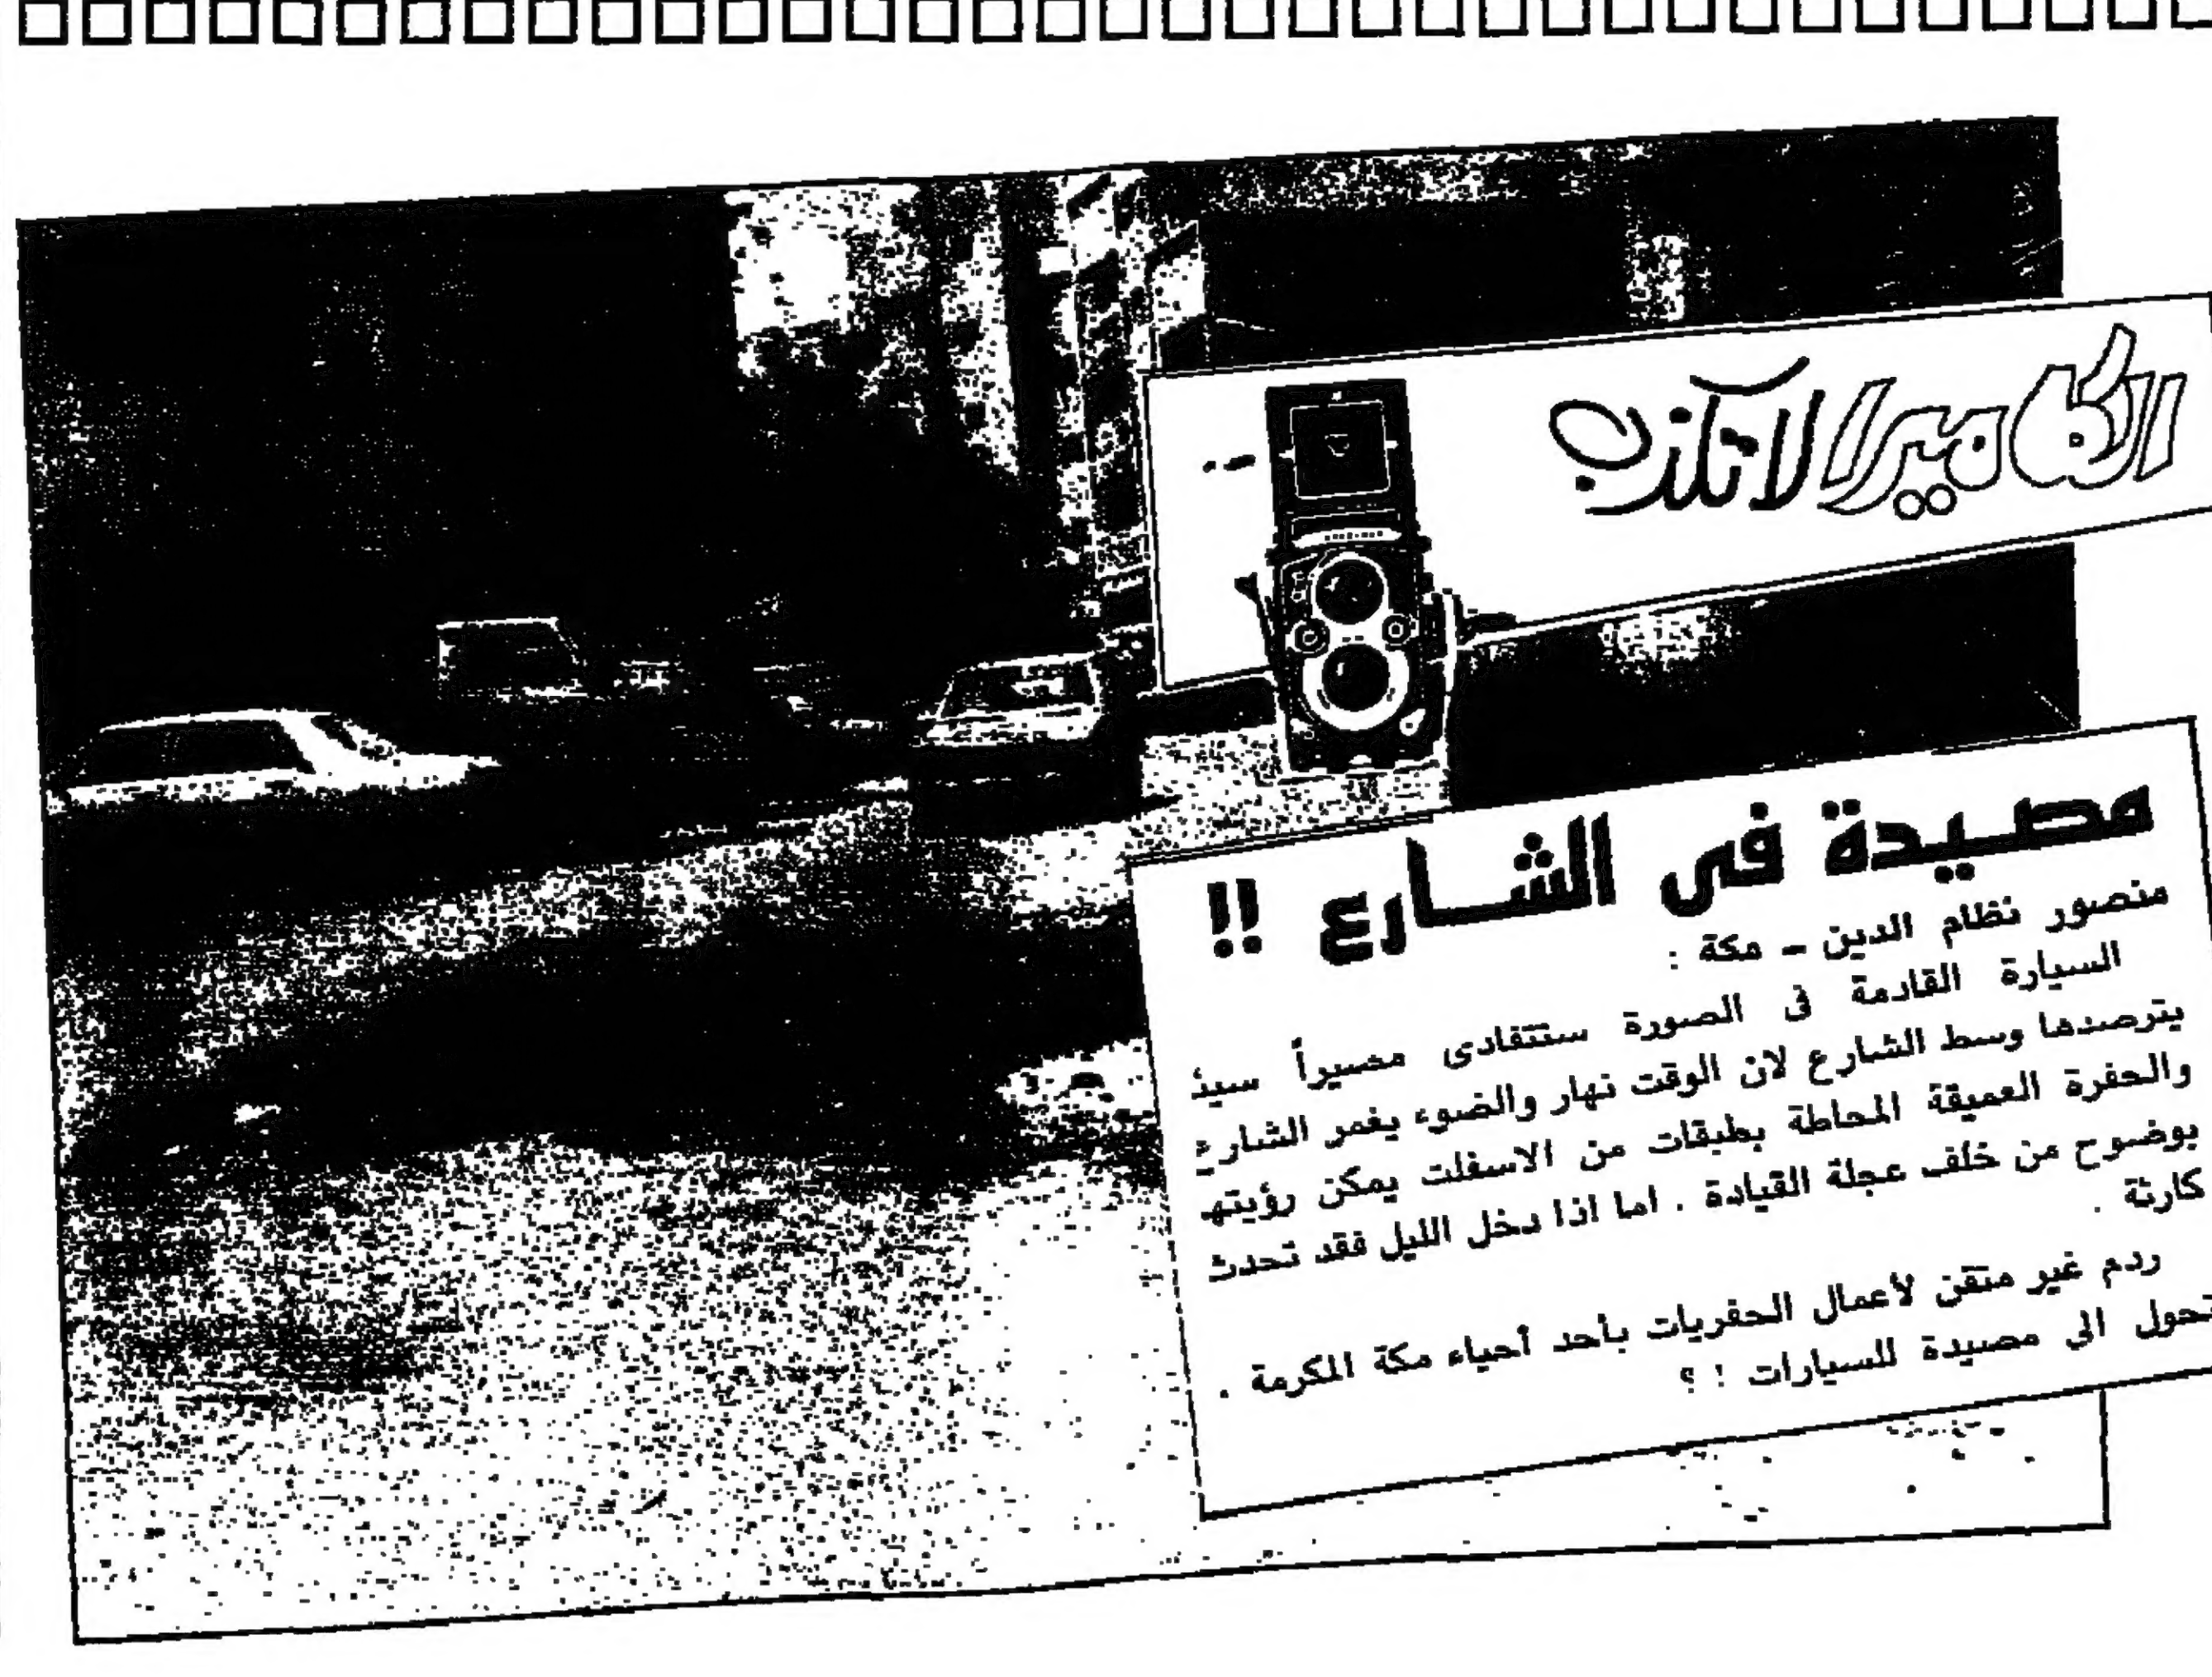 الكاميرا لا تكذب
مصيدة فى الشارع !!
منصور نظام الدين ـ مكة :
السيارة القادمة فى الصورة ستتفادى مصيراً سيئ
يترصدها وسط الشارع لان الوقت نهار والضوء يغمر الشارع
والحفرة العميقة المحاطة بطبقات من الاسفلت يمكن رؤيته
بوضوح من خلف عجلة القيادة . اما اذا دخل الليل فقد تحدث
كارثة .
ردم غير متقن لأعمال الحفريات بأحد أحياء مكة المكرمة .
تحول الى مصيدة للسيارات ! ؟